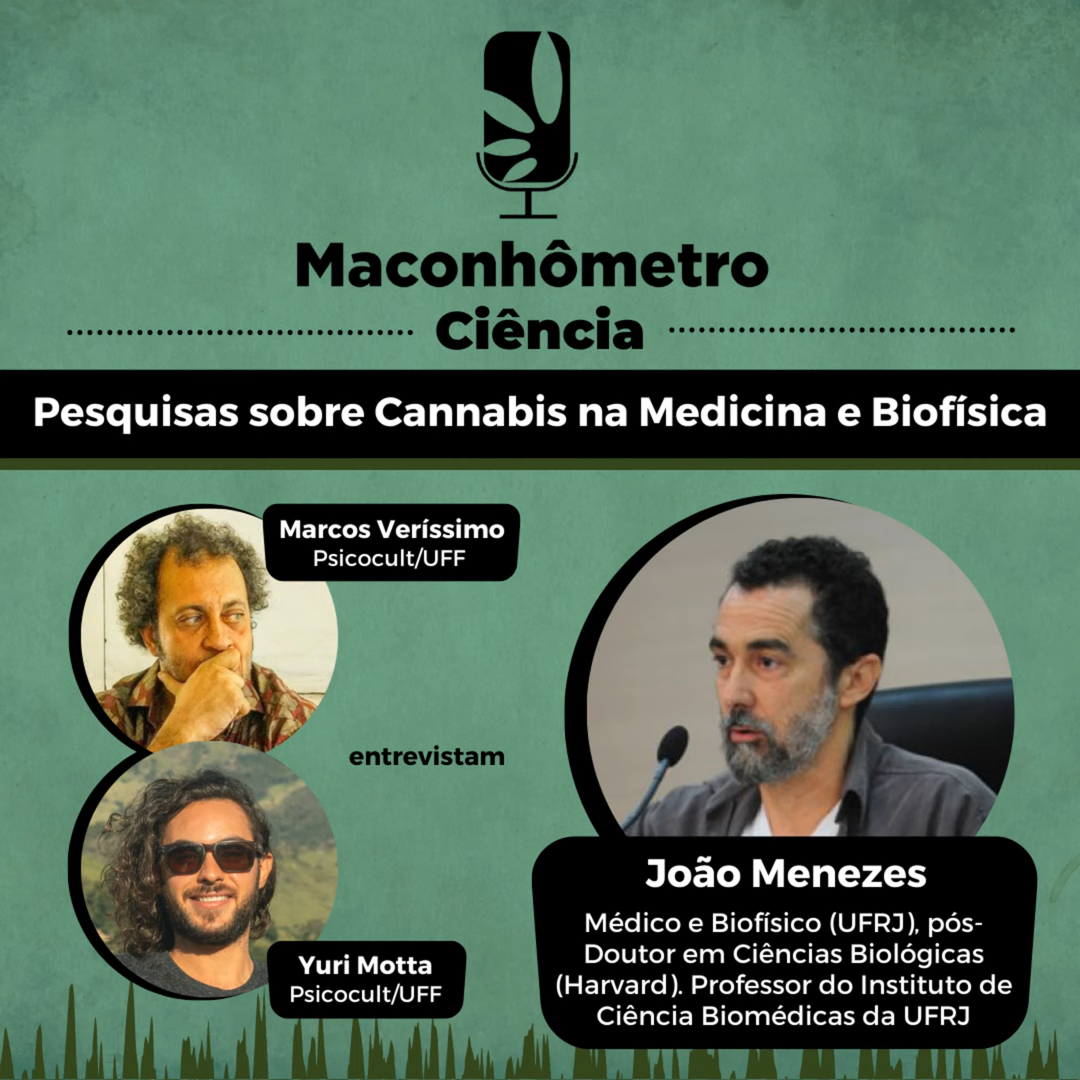 Maconhômetro
Ciência
Pesquisas sobre Cannabis na Medicina e Biofísica
Marcos Veríssimo
Psicocult/UFF
entrevistam
Yuri Motta
Psicocult/UFF
João Menezes
Médico e Biofísico (UFRJ), pós-
Doutor em Ciências Biológicas
(Harvard). Professor do Instituto de
Ciência Biomédicas da UFRJ